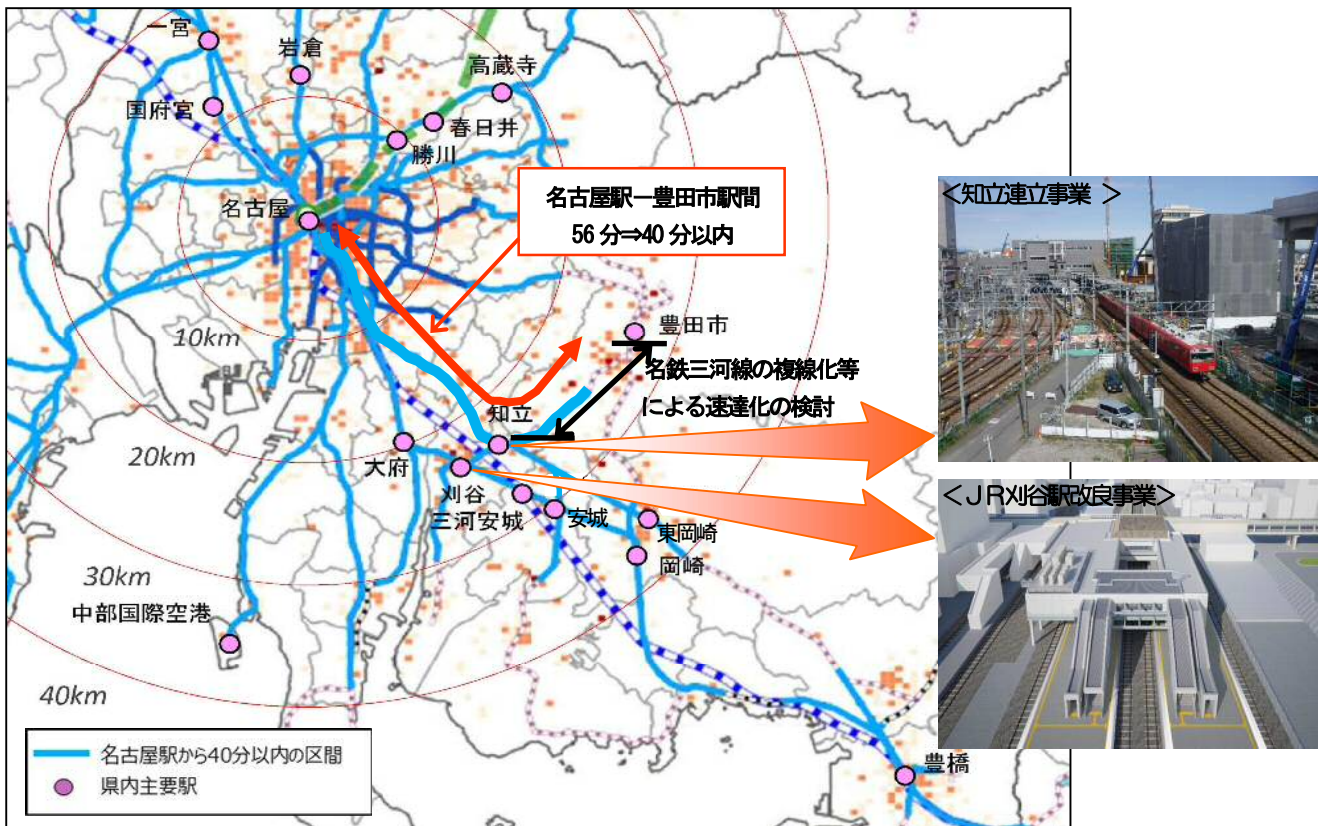 一宮
岩倉
高蔵寺
国府宮
春日井
勝川
名古屋
名古屋駅ー豊田市駅間
56分⇒40分以内
10km
豊田市
名鉄三河線の複線化等
による速達化の検討
知立
大府
20km
刈谷
三河安城
安城
東岡崎
岡崎
30km
中部国際空港
40km
豊橋
名古屋駅から40分以内の区間
県内主要駅
<知立連立事業 >
<ＪＲ刈谷駅改良事業>